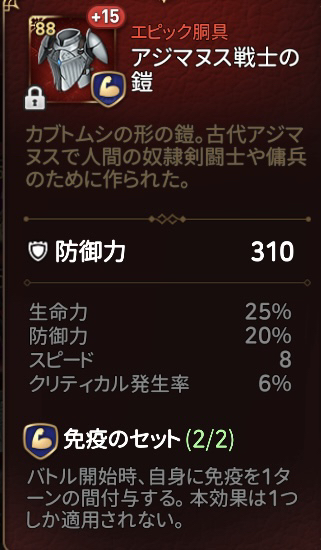 88
+15
エピック胴具
アジマヌス戦士の
鎧
カブトムシの形の鎧。古代アジマ
ヌスで人間の奴隷剣闘士や傭兵
のために作られた。
防御力 310
生命力 25%
防御力 20%
スピード 8
クリティカル発生率 6%
免疫のセット(2/2)
バトル開始時、自身に免疫を1タ
ーンの間付与する。本効果は1つ
しか適用されない。